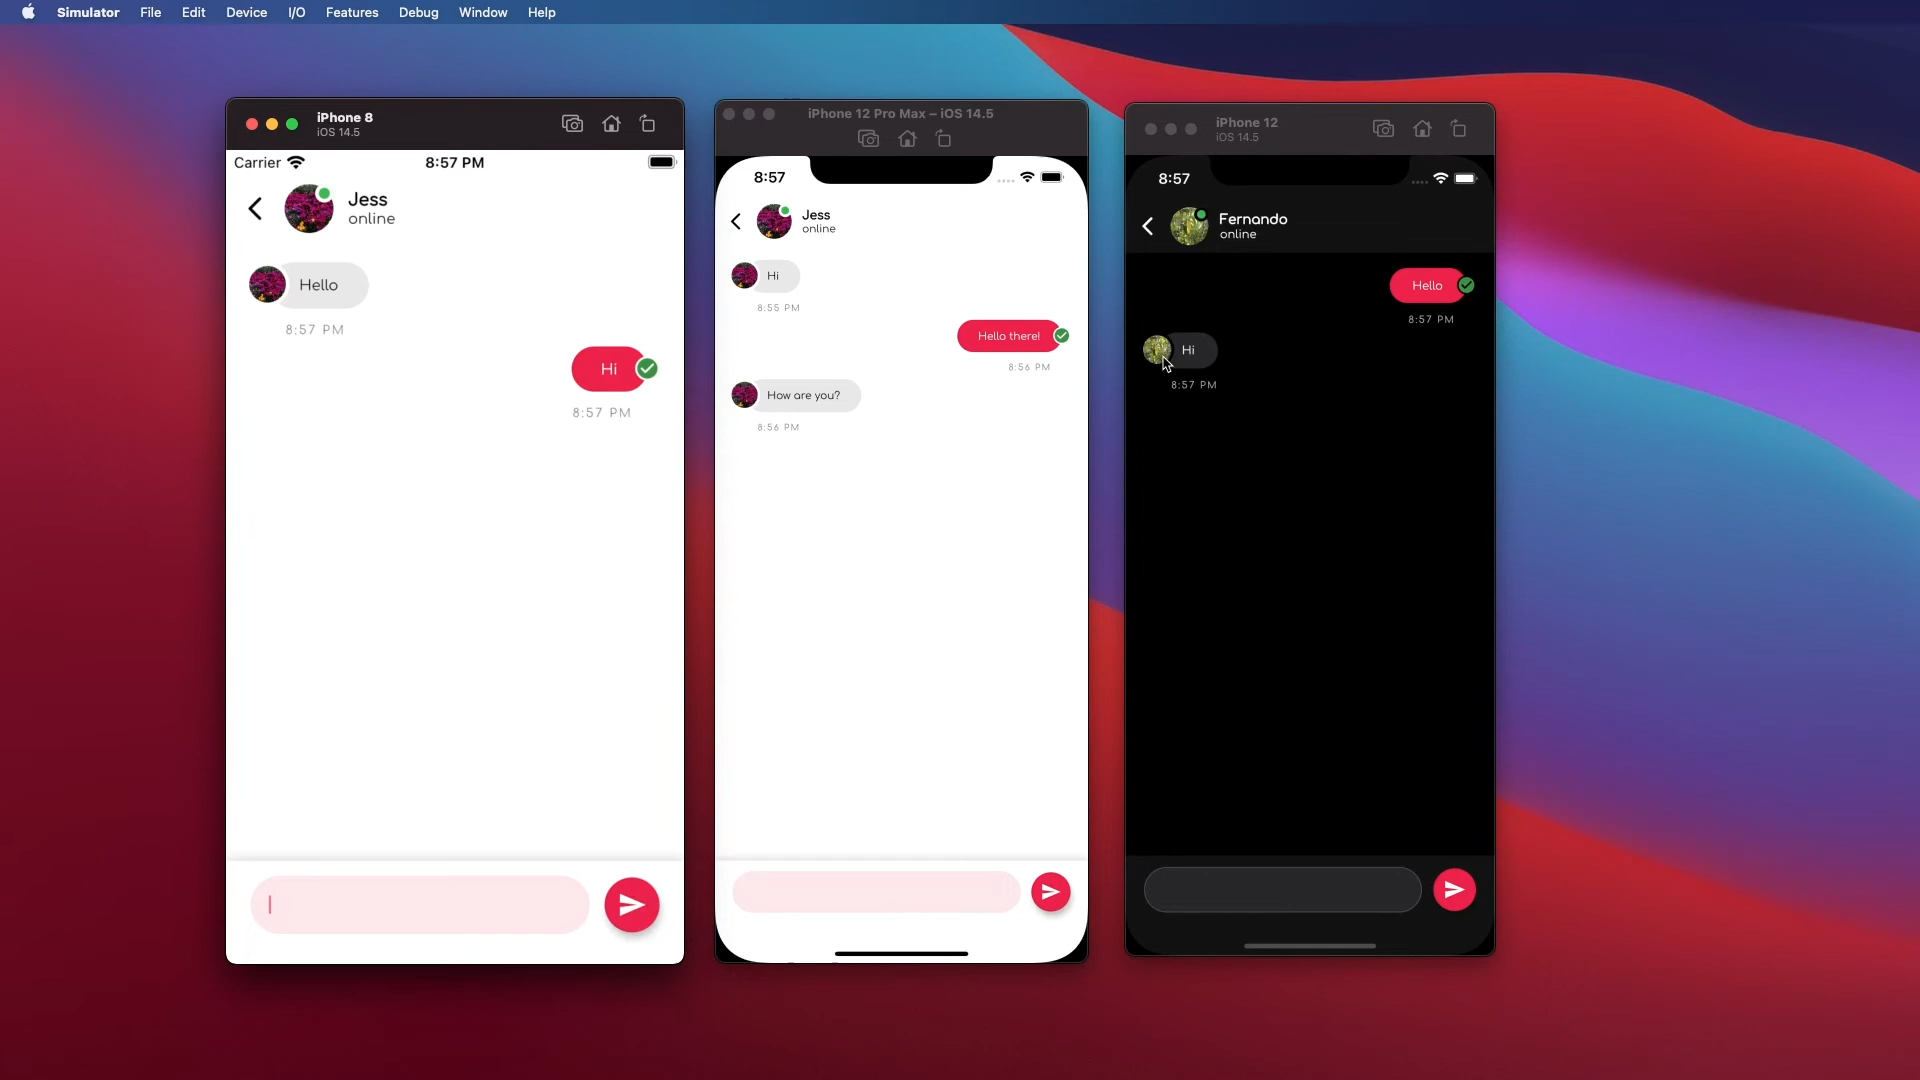 Simulator File Edit Device I/O Features Debug Window Help
iPhone 8
iOS 14.5
Carrier 8:57 PM
Jess
online
Hello
8:57 PM
Hi
8:57 PM
iPhone 12 Pro Max – iOS 14.5
8:57
Jess
online
Hi
8:55 PM
Hello there!
8:56 PM
How are you?
8:56 PM
iPhone 12
iOS 14.5
8:57
Fernando
online
Hello
8:57 PM
Hi
8:57 PM